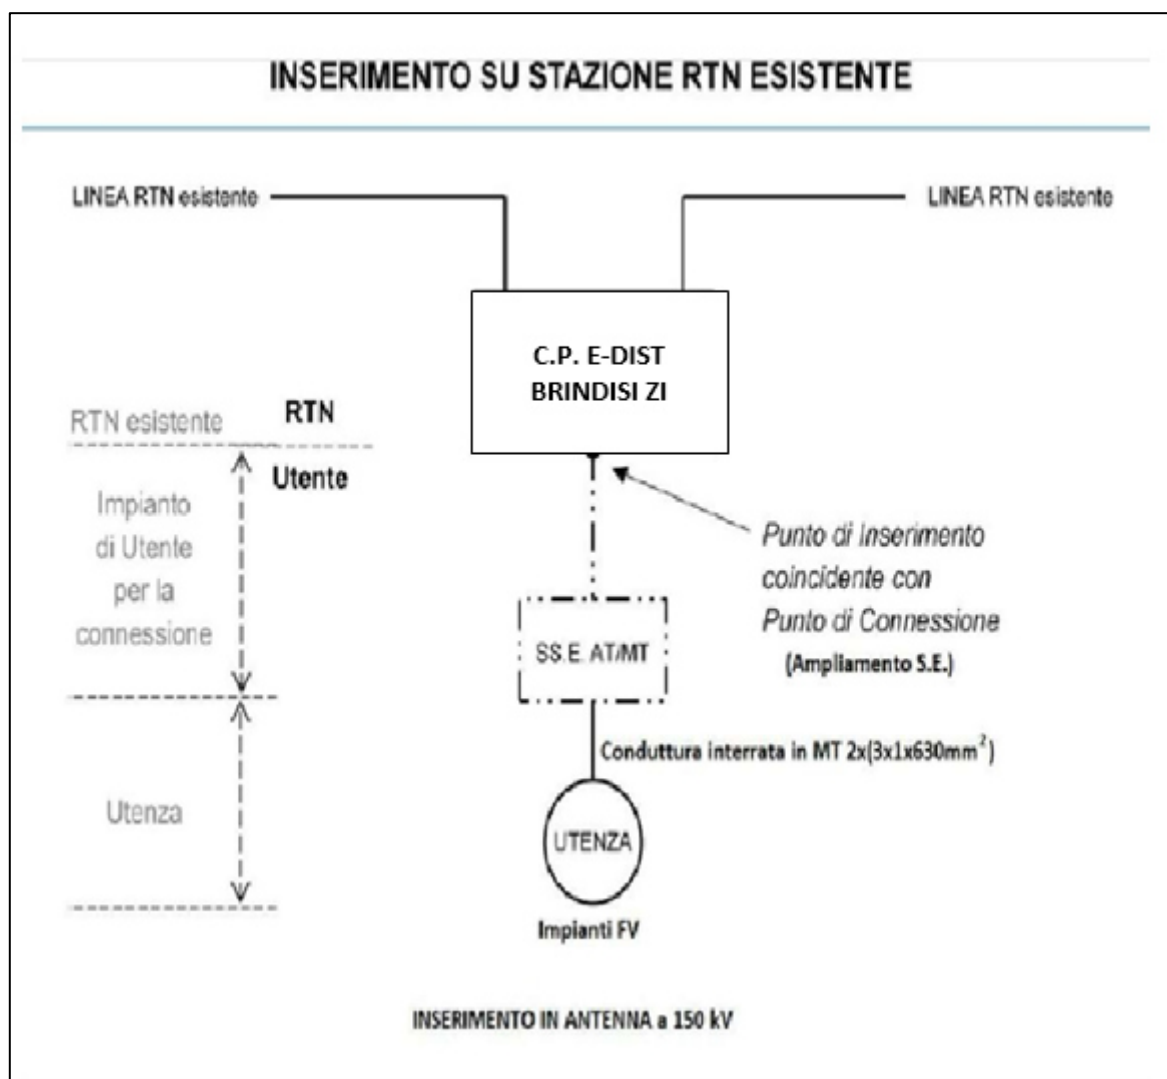 INSERIMENTO SU STAZIONE RTN ESISTENTE
LINEA RTN esistente
LINEA RTN esistente
C.P. E-DIST
BRINDISI ZI
RTN esistente
RTN
Utente
Impianto
di Utente
per la
connessione
Punto di Inserimento
coincidente con
Punto di Connessione
(Ampliamento S.E.)
SS.E. AT/MT
Conduttura interrata in MT 2x(3x1x630mm²)
Utenza
UTENZA
Impianti FV
INSERIMENTO IN ANTENNA a 150 kV